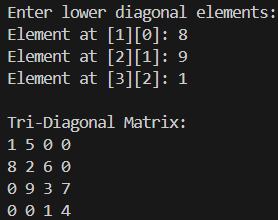 Enter lower diagonal elements:
Element at [1][0]: 8
Element at [2][1]: 9
Element at [3][2]: 1
Tri-Diagonal Matrix:
1 5 0 0
8 2 6 0
0 9 3 7
0 0 1 4